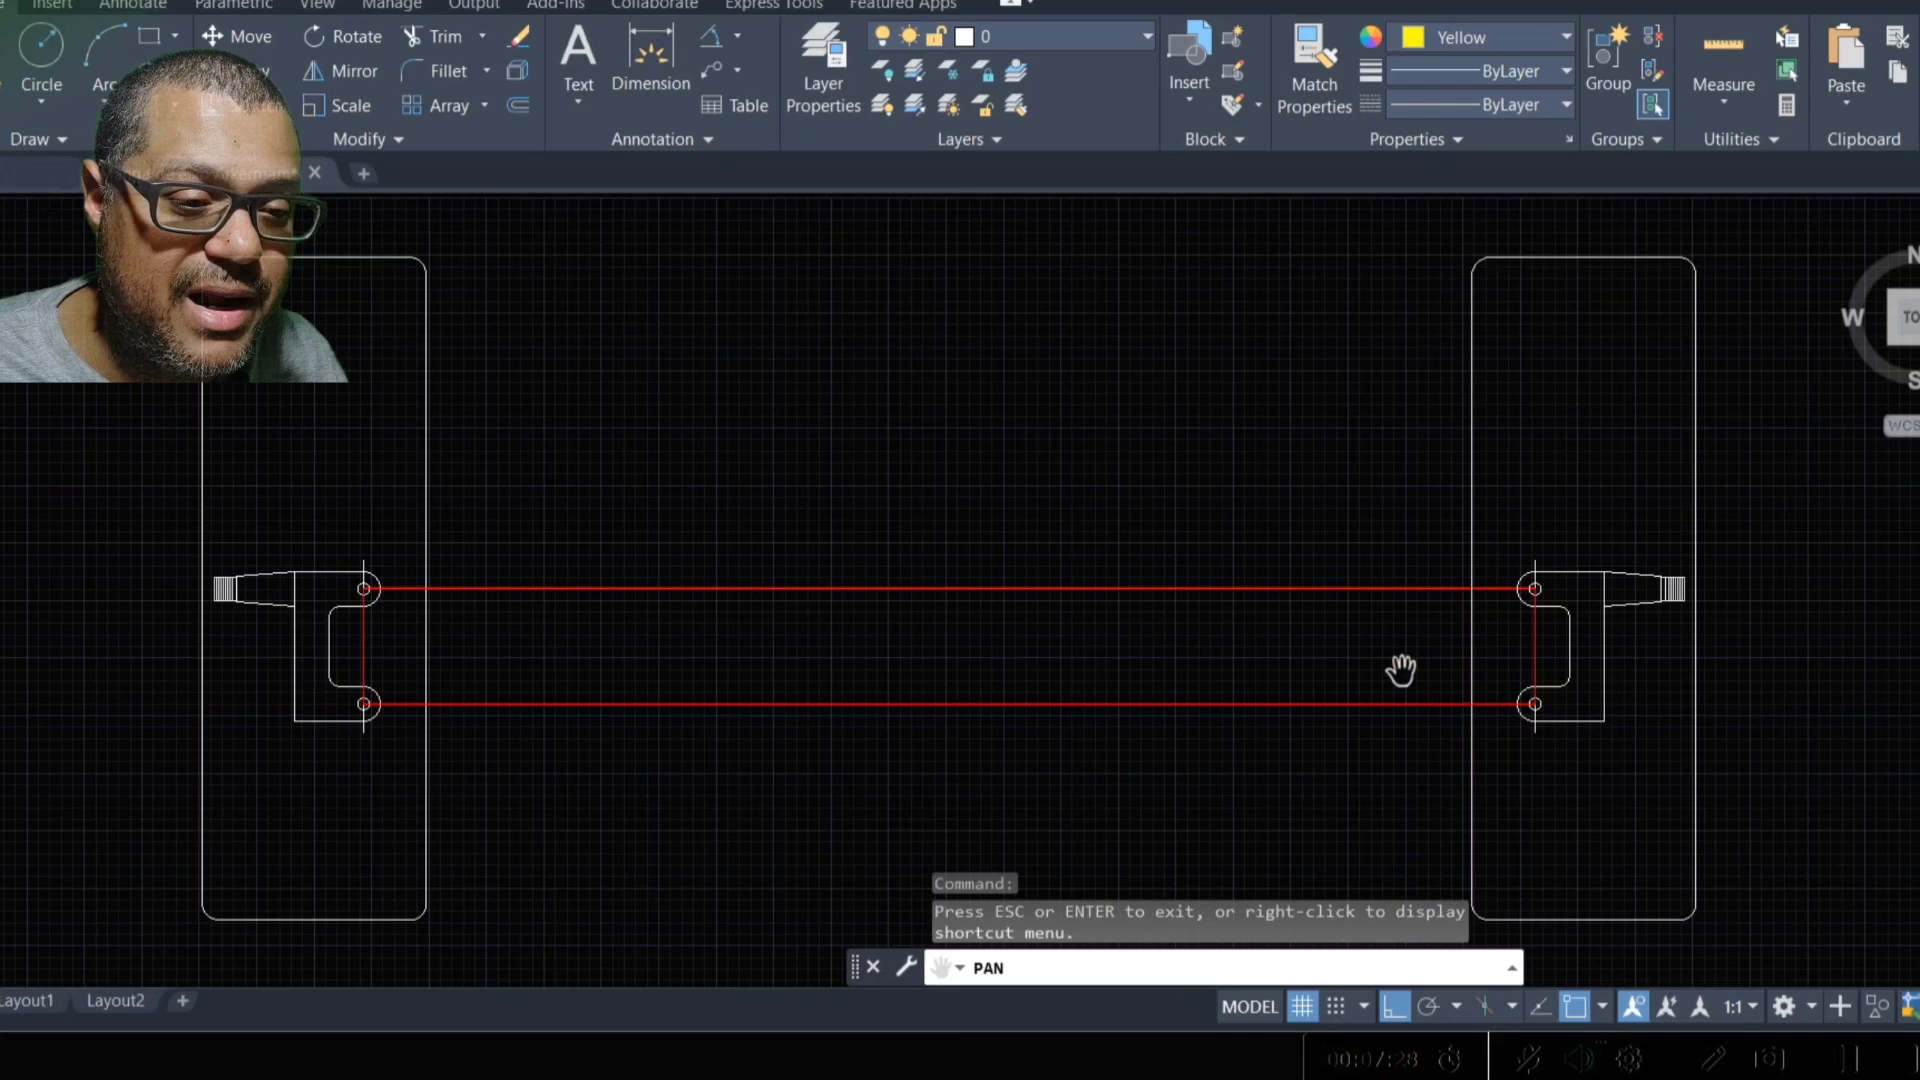 Insert Annotate Parametric View Manage Output Add-ins Collaborate Express Tools Featured Apps
Move Rotate Trim
Mirror Fillet
Scale Array
Circle
Text Dimension
Table
Layer
Properties
0
Insert
Match
Properties
Yellow
ByLayer
ByLayer
Group
Measure
Paste
Draw Modify Annotation Layers Block Properties Groups Utilities Clipboard
N
W
S
WCS
Command:
Press ESC or ENTER to exit, or right-click to display
shortcut menu.
PAN
Layout2
MODEL
1:1
00:07:28